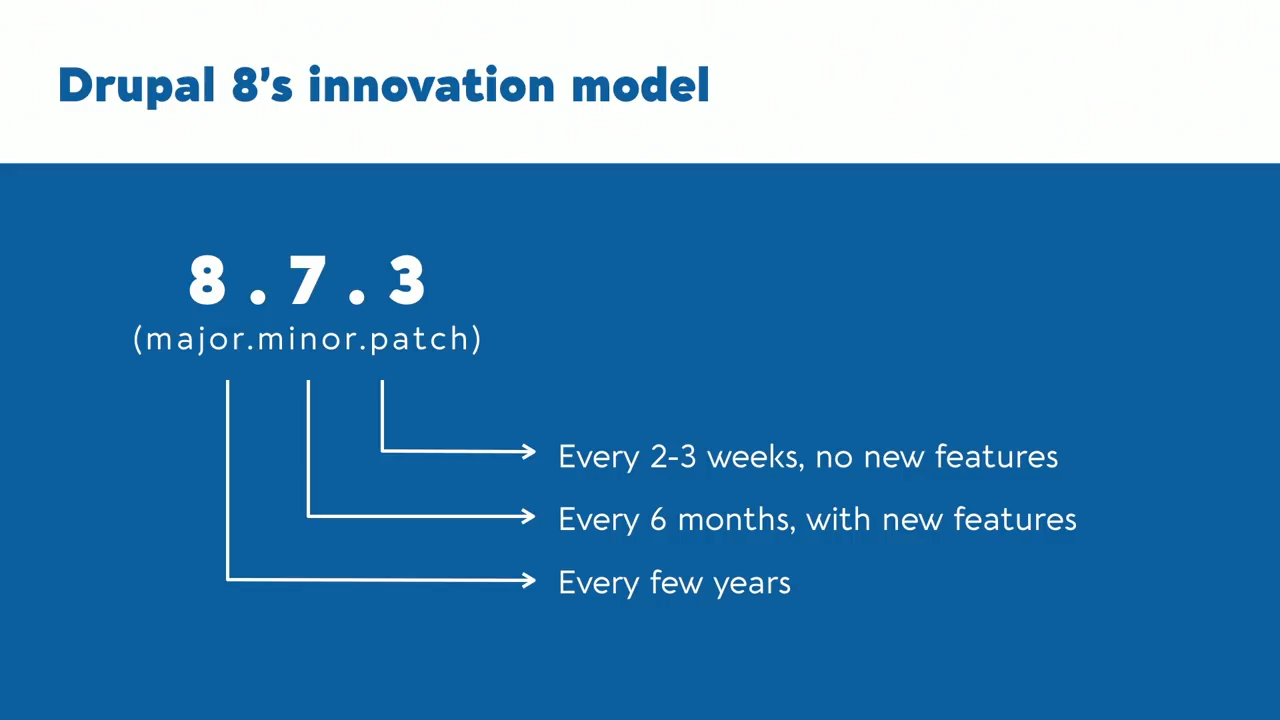 Drupal 8's innovation model
8 . 7 . 3
(major.minor.patch)
Every 2-3 weeks, no new features
Every 6 months, with new features
Every few years